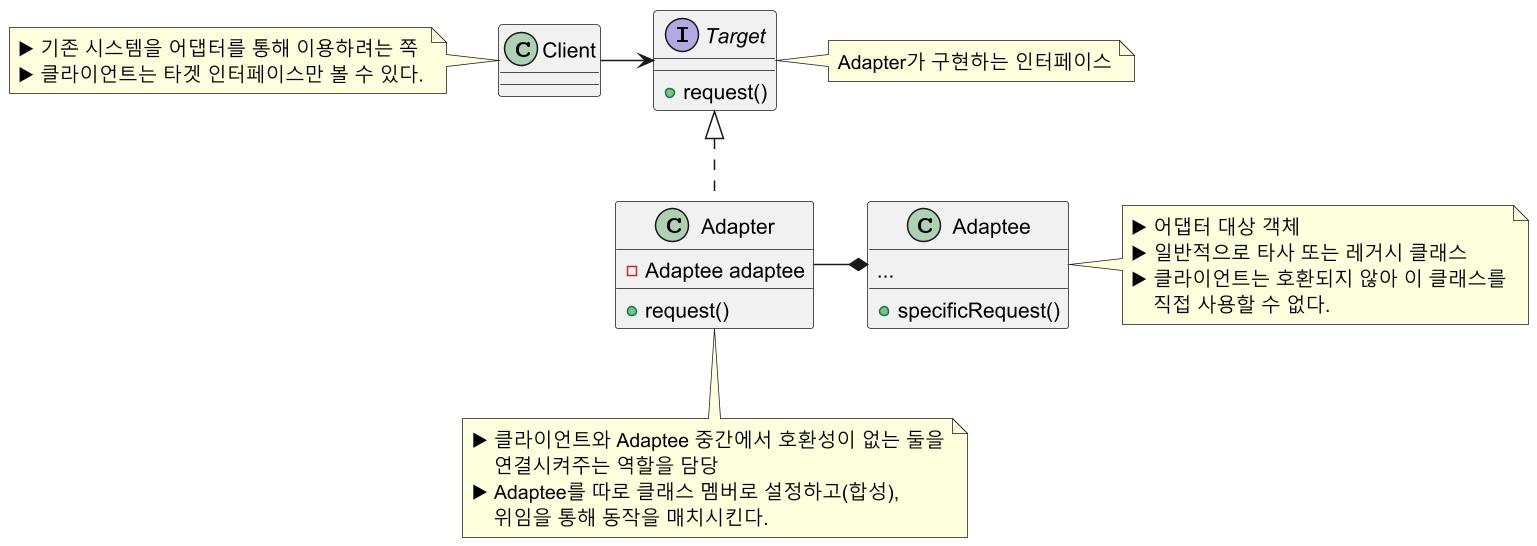 ▶ 기존 시스템을 어댑터를 통해 이용하려는 쪽
▶ 클라이언트는 타겟 인터페이스만 볼 수 있다.
C Client
I Target
request()
Adapter가 구현하는 인터페이스
C Adapter
Adaptee adaptee
request()
C Adaptee
...
specificRequest()
▶ 어댑터 대상 객체
▶ 일반적으로 타사 또는 레거시 클래스
▶ 클라이언트는 호환되지 않아 이 클래스를
직접 사용할 수 없다.
▶ 클라이언트와 Adaptee 중간에서 호환성이 없는 둘을
연결시켜주는 역할을 담당
▶ Adaptee를 따로 클래스 멤버로 설정하고(합성),
위임을 통해 동작을 매치시킨다.